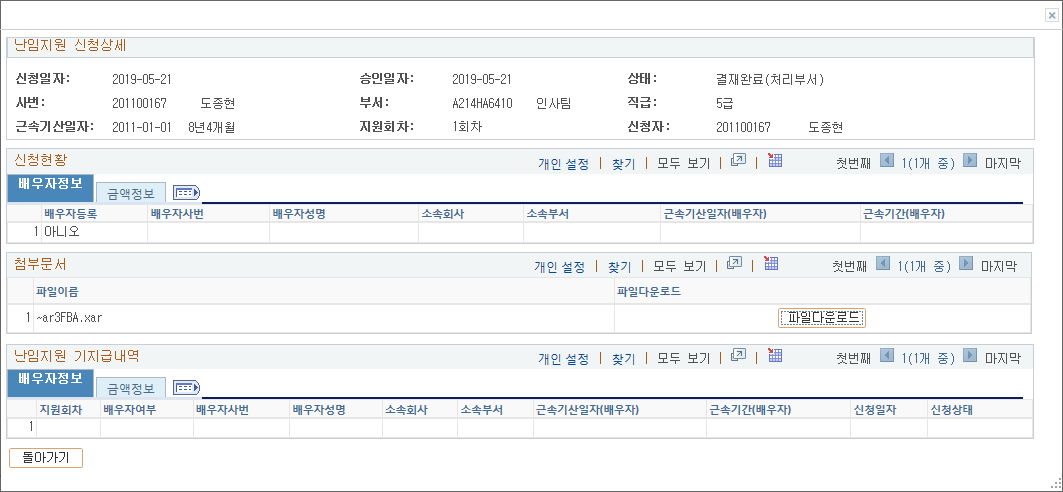 난임지원 신청상세
신청일자: 2019-05-21 승인일자: 2019-05-21 상태: 결재완료(처리부서)
사번: 201100167 도종현 부서: A214HA6410 인사팀 직급: 5급
근속기산일자: 2011-01-01 8년4개월 지원회차: 1회차 신청자: 201100167 도종현
신청현황 개인 설정 | 찾기 | 모두 보기 | | 첫번째 1(1개 중) 마지막
배우자정보 금액정보
배우자등록 배우자사번 배우자성명 소속회사 소속부서 근속기산일자(배우자) 근속기간(배우자)
1 아니오
첨부문서 개인 설정 | 찾기 | 모두 보기 | | 첫번째 1(1개 중) 마지막
파일이름 파일다운로드
1 ~ar3FBA.xar 파일다운로드
난임지원 기지급내역 개인 설정 | 찾기 | 모두 보기 | | 첫번째 1(1개 중) 마지막
배우자정보 금액정보
지원회차 배우자여부 배우자사번 배우자성명 소속회사 소속부서 근속기산일자(배우자) 근속기간(배우자) 신청일자 신청상태
1
돌아가기